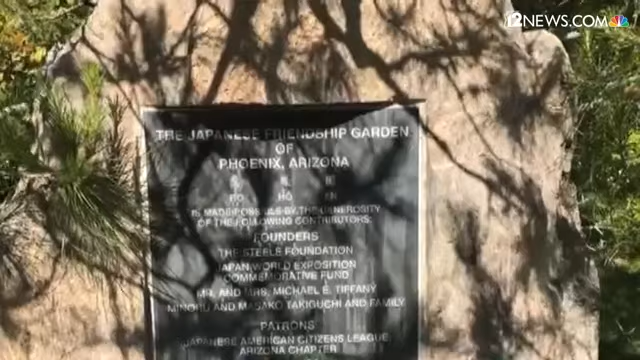 12NEWS.COM
THE JAPANESE FRIENDSHIP GARDEN
OF
PHOENIX, ARIZONA
RO HO EN
IS MADE POSSIBLE BY THE GENEROSITY
OF THE FOLLOWING CONTRIBUTORS:
FOUNDERS
THE STEELE FOUNDATION
JAPAN WORLD EXPOSITION
COMMEMORATIVE FUND
MR. AND MRS. MICHAEL E. TIFFANY
MINORU AND MASAKO TAKIGUCHI AND FAMILY
PATRONS
JAPANESE AMERICAN CITIZENS LEAGUE
ARIZONA CHAPTER